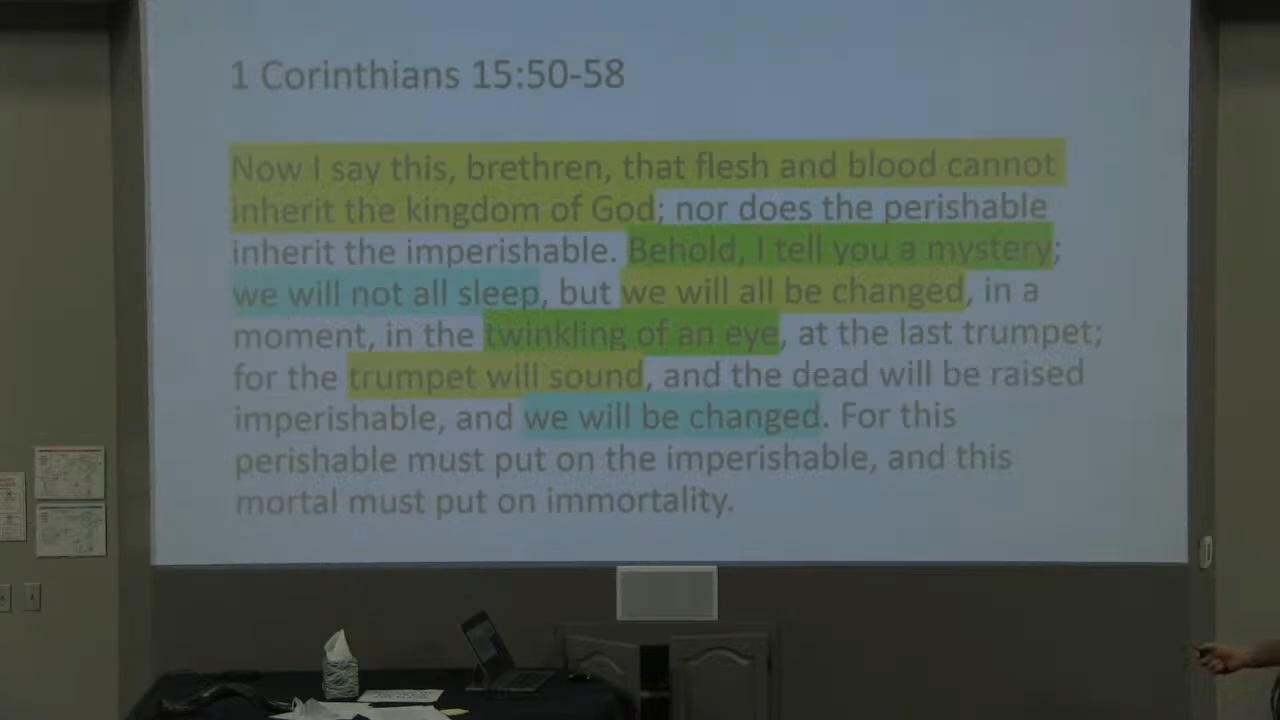 1 Corinthians 15:50-58
Now I say this, brethren, that flesh and blood cannot
inherit the kingdom of God; nor does the perishable
inherit the imperishable. Behold, I tell you a mystery;
we will not all sleep, but we will all be changed, in a
moment, in the twinkling of an eye, at the last trumpet;
for the trumpet will sound, and the dead will be raised
imperishable, and we will be changed. For this
perishable must put on the imperishable, and this
mortal must put on immortality.